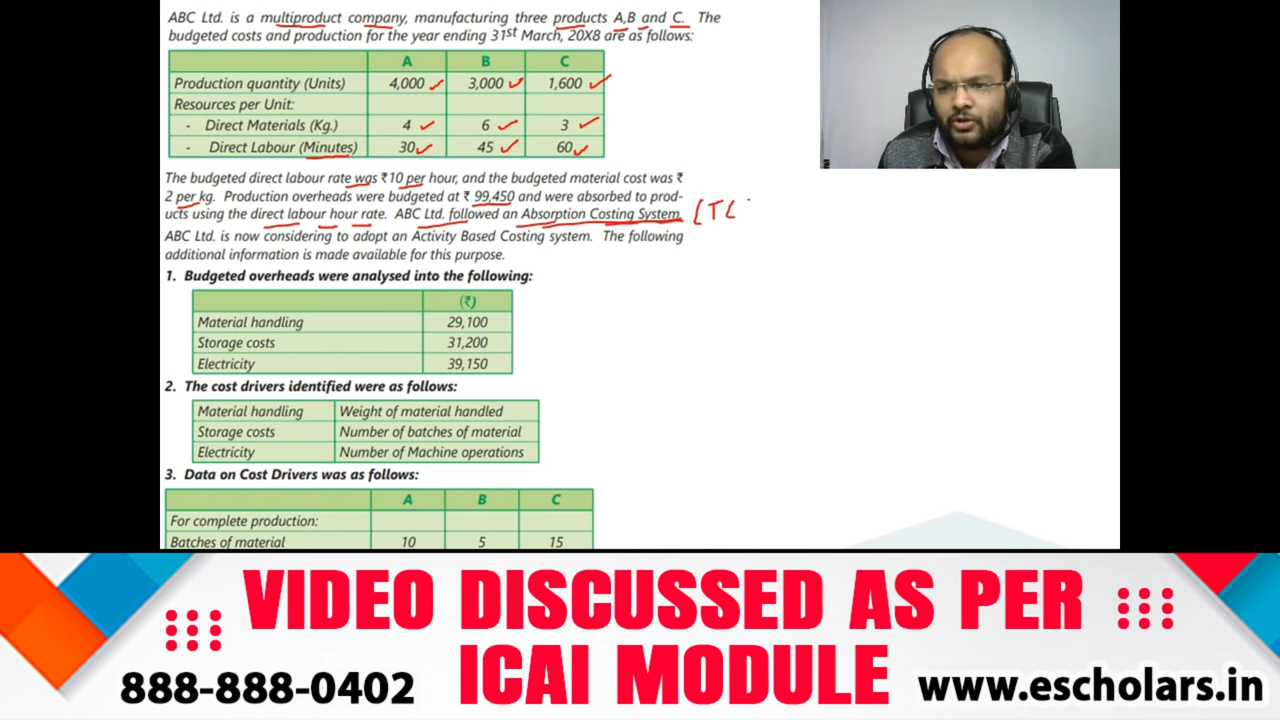 ABC Ltd. is a multiproduct company, manufacturing three products A,B and C. The
budgeted costs and production for the year ending 31st March, 20X8 are as follows:
A B C
Production quantity (Units) 4,000 3,000 1,600
Resources per Unit:
- Direct Materials (Kg.) 4 6 3
- Direct Labour (Minutes) 30 45 60
The budgeted direct labour rate was ₹10 per hour, and the budgeted material cost was ₹
2 per kg. Production overheads were budgeted at ₹ 99,450 and were absorbed to prod-
ucts using the direct labour hour rate. ABC Ltd. followed an Absorption Costing System. (TC
ABC Ltd. is now considering to adopt an Activity Based Costing system. The following
additional information is made available for this purpose.
1. Budgeted overheads were analysed into the following:
(₹)
Material handling 29,100
Storage costs 31,200
Electricity 39,150
2. The cost drivers identified were as follows:
Material handling Weight of material handled
Storage costs Number of batches of material
Electricity Number of Machine operations
3. Data on Cost Drivers was as follows:
A B C
For complete production:
Batches of material 10 5 15
VIDEO DISCUSSED AS PER
ICAI MODULE
888-888-0402
www.escholars.in